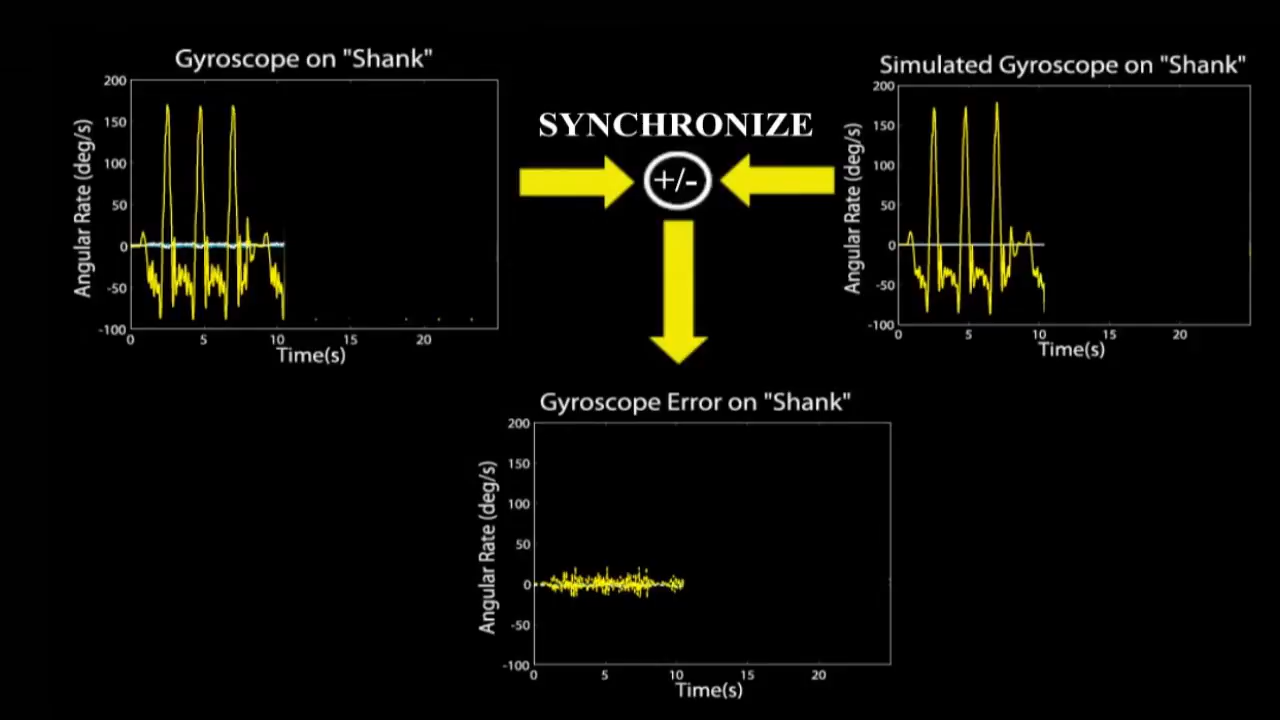 Gyroscope on "Shank"
200
150
100
50
0
-50
-100
Angular Rate (deg/s)
0 5 10 15 20
Time(s)
SYNCHRONIZE
+/-
Simulated Gyroscope on "Shank"
200
150
100
50
0
-50
-100
Angular Rate (deg/s)
0 5 10 15 20
Time(s)
Gyroscope Error on "Shank"
200
150
100
50
0
-50
-100
Angular Rate (deg/s)
0 5 10 15 20
Time(s)